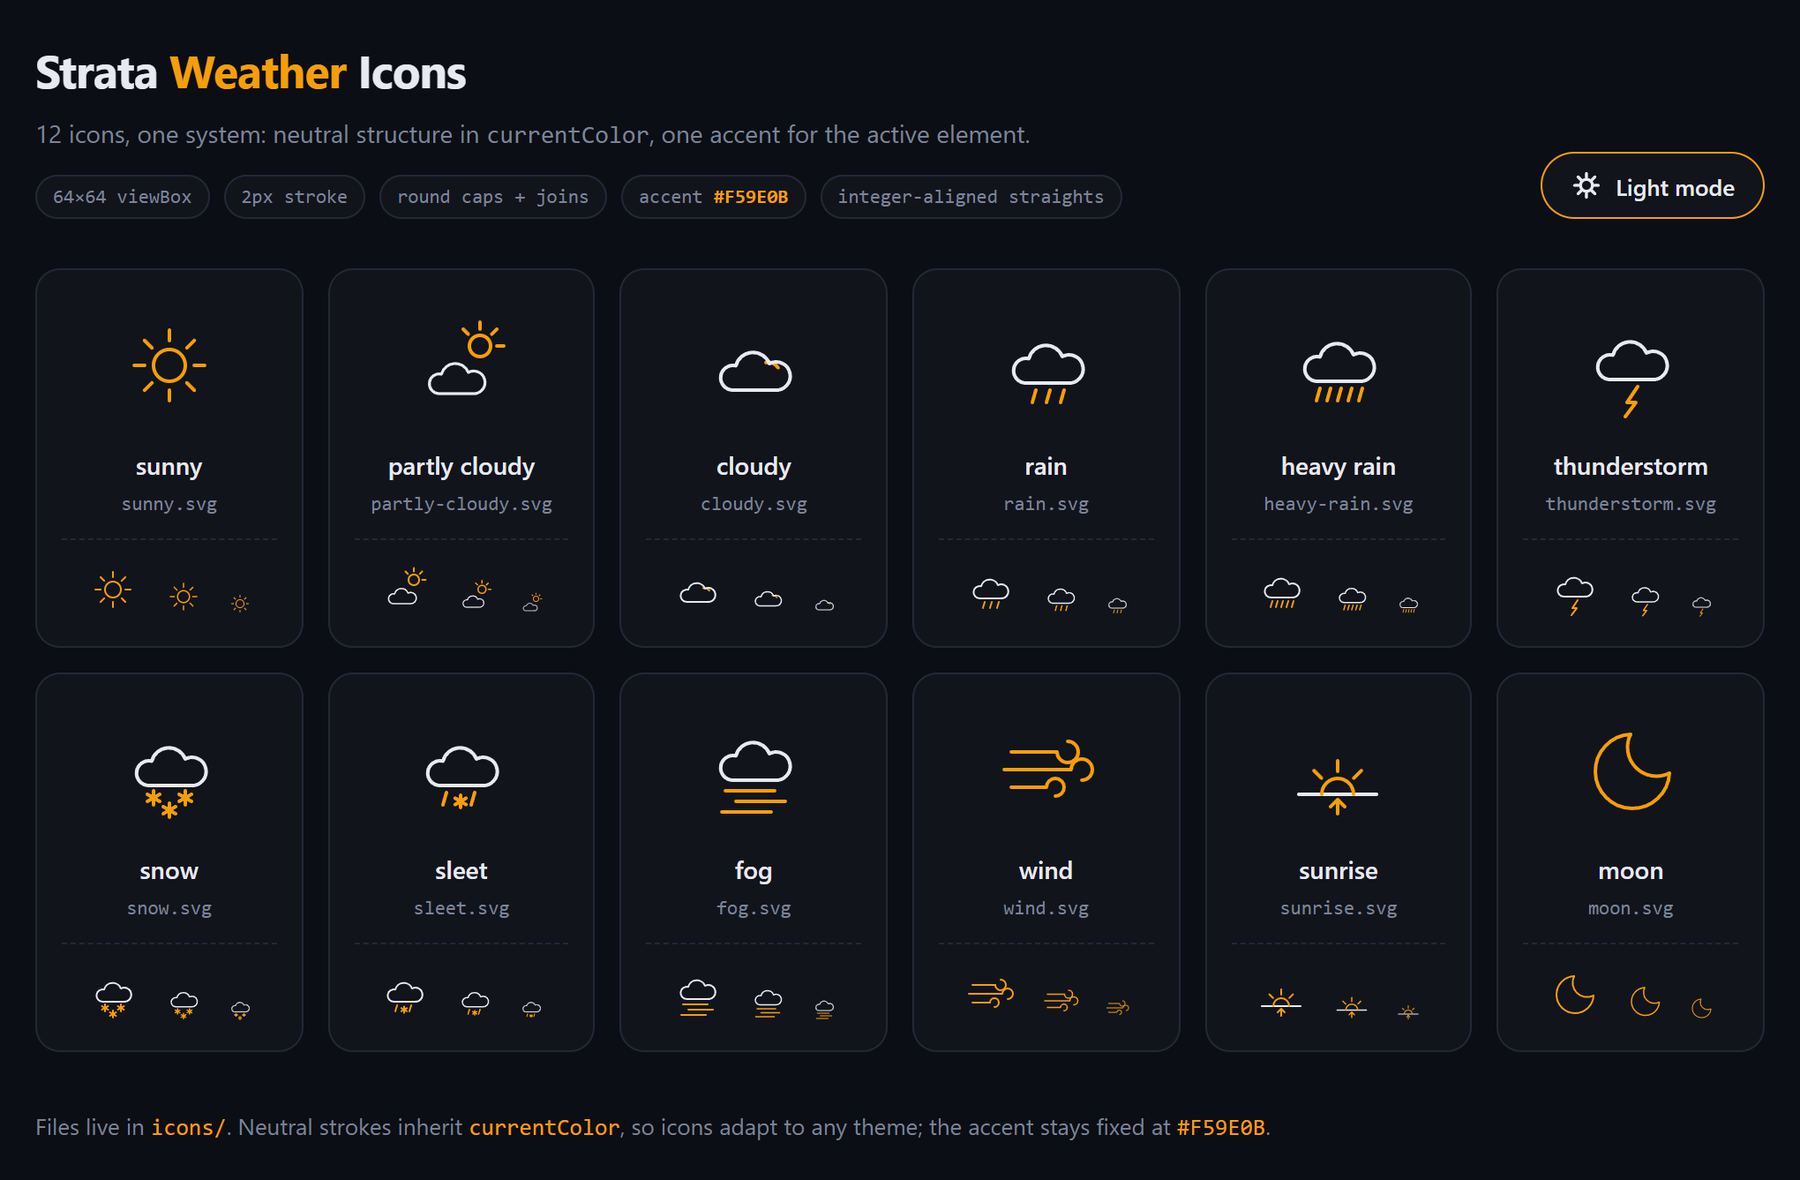 Strata Weather Icons
12 icons, one system: neutral structure in currentColor, one accent for the active element.
64×64 viewBox
2px stroke
round caps + joins
accent #F59E0B
integer-aligned straights
Light mode
sunny
sunny.svg
partly cloudy
partly-cloudy.svg
cloudy
cloudy.svg
rain
rain.svg
heavy rain
heavy-rain.svg
thunderstorm
thunderstorm.svg
snow
snow.svg
sleet
sleet.svg
fog
fog.svg
wind
wind.svg
sunrise
sunrise.svg
moon
moon.svg
Files live in icons/. Neutral strokes inherit currentColor, so icons adapt to any theme; the accent stays fixed at #F59E0B.